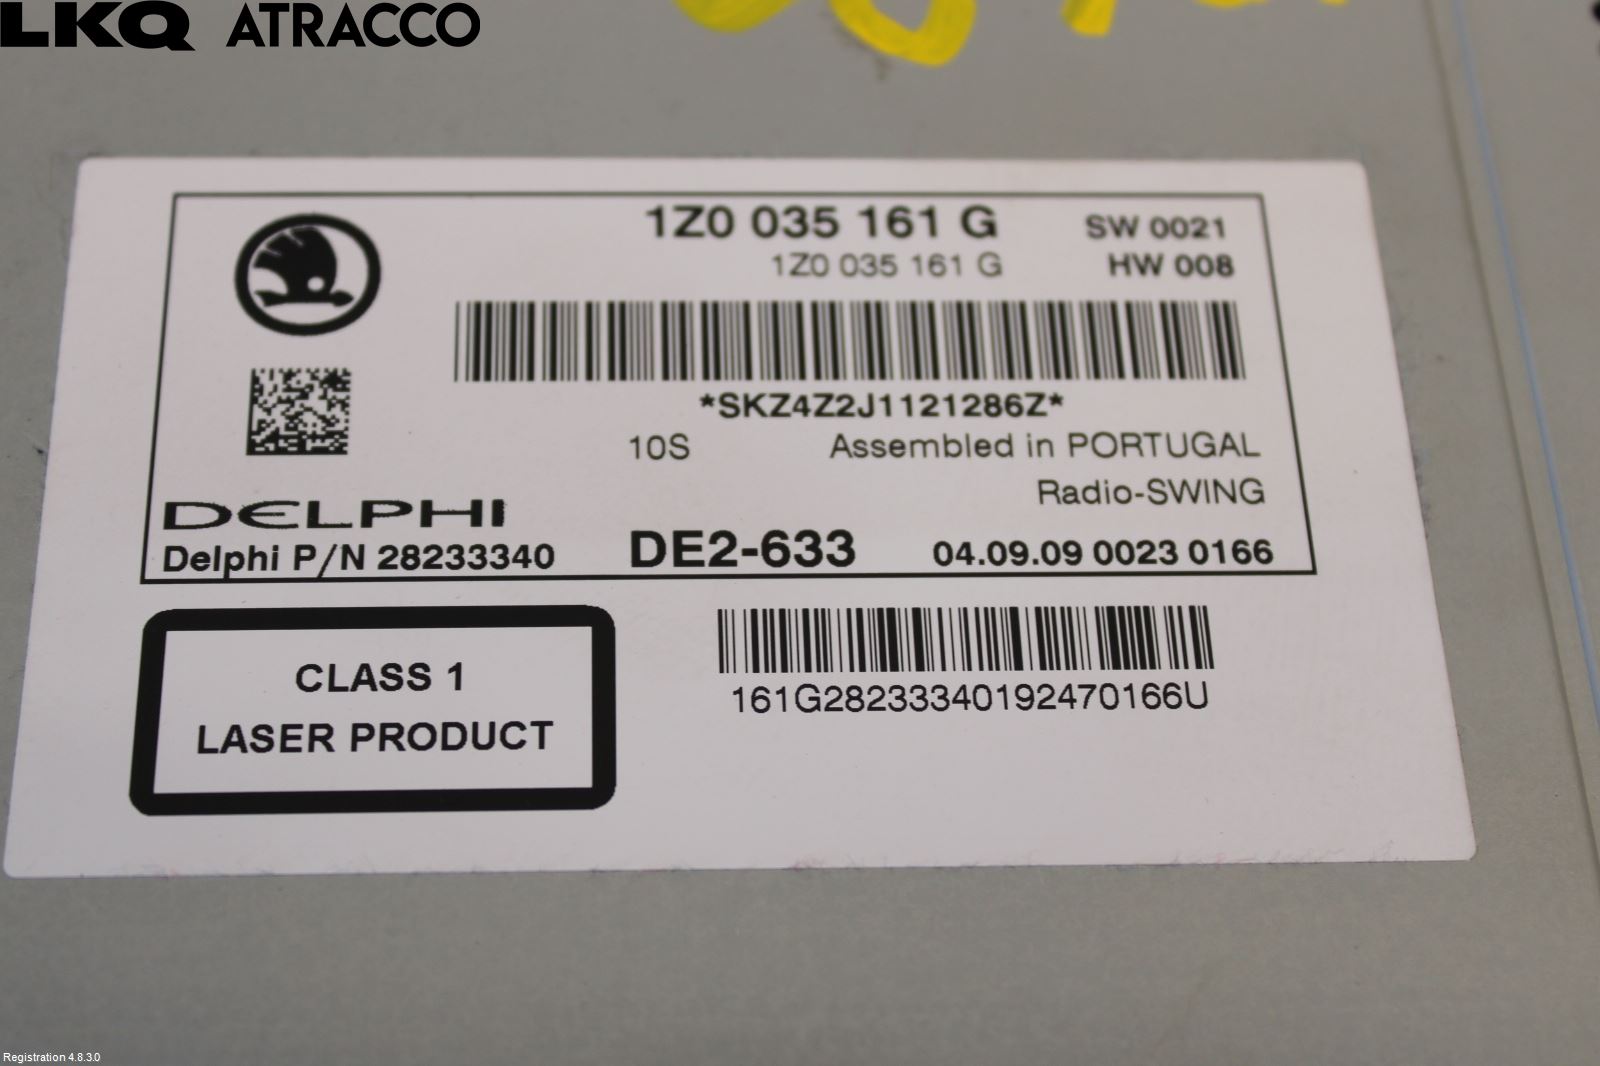 LKQ ATRACCO
1Z0 035 161 G SW 0021
1Z0 035 161 G HW 008
*SKZ4Z2J1121286Z*
10S Assembled in PORTUGAL
Radio-SWING
DELPHI
Delphi P/N 28233340 DE2-633 04.09.09 0023 0166
CLASS 1
LASER PRODUCT
161G28233340192470166U
Registration 4.8.3.0